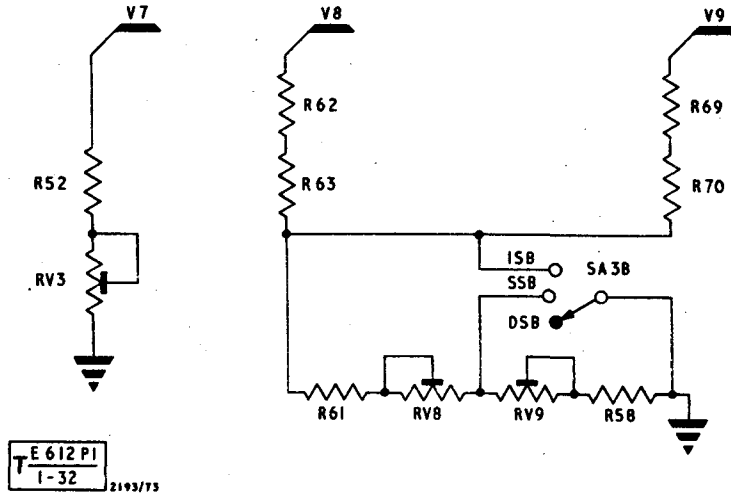 V7
V8
V9
R62
R69
R52
R63
R70
ISB
SA3B
SSB
RV3
DSB
R61
RV8
RV9
R58
T E 612 P1
1-32
2193/73